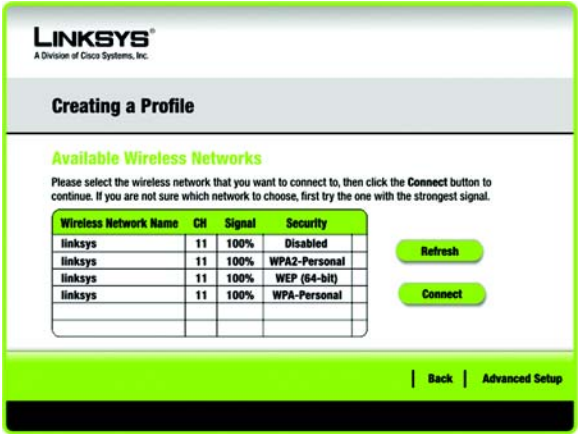 LINKSYS®
A Division of Cisco Systems, Inc.
Creating a Profile
Available Wireless Networks
Please select the wireless network that you want to connect to, then click the Connect button to
continue. If you are not sure which network to choose, first try the one with the strongest signal.
Wireless Network Name CH Signal Security
linksys 11 100% Disabled
linksys 11 100% WPA2-Personal
linksys 11 100% WEP (64-bit)
linksys 11 100% WPA-Personal
Refresh
Connect
Back Advanced Setup